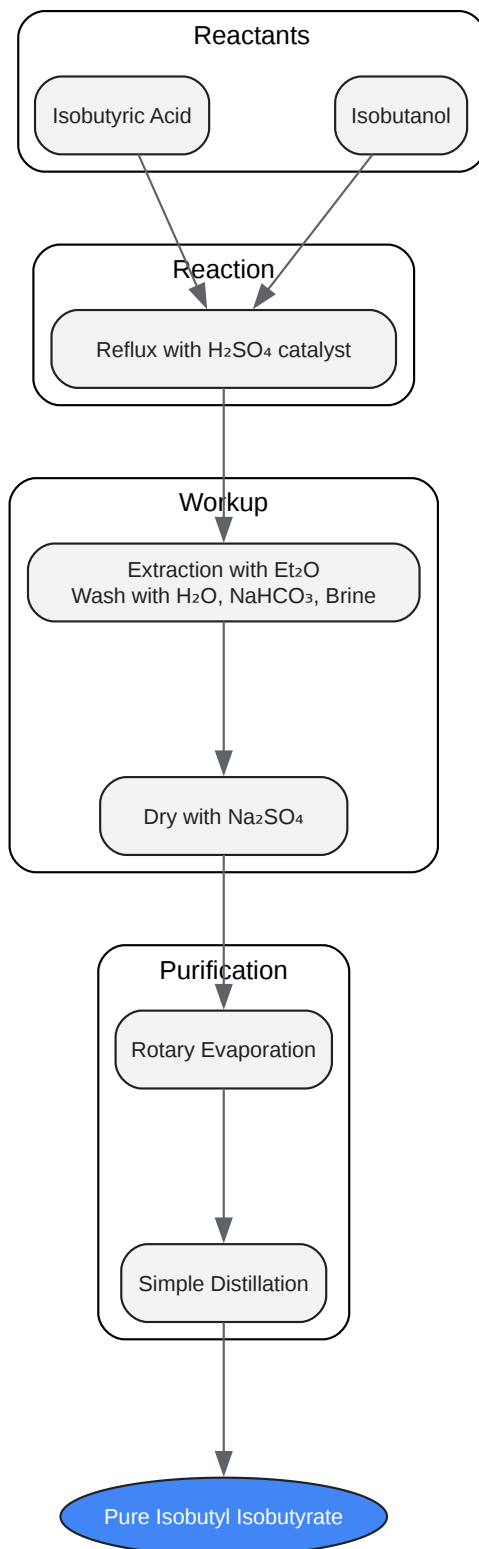 Reactants
Isobutyric Acid
Isobutanol
Reaction
Reflux with H₂SO₄ catalyst
Workup
Extraction with Et₂O
Wash with H₂O, NaHCO₃, Brine
Dry with Na₂SO₄
Purification
Rotary Evaporation
Simple Distillation
Pure Isobutyl Isobutyrate